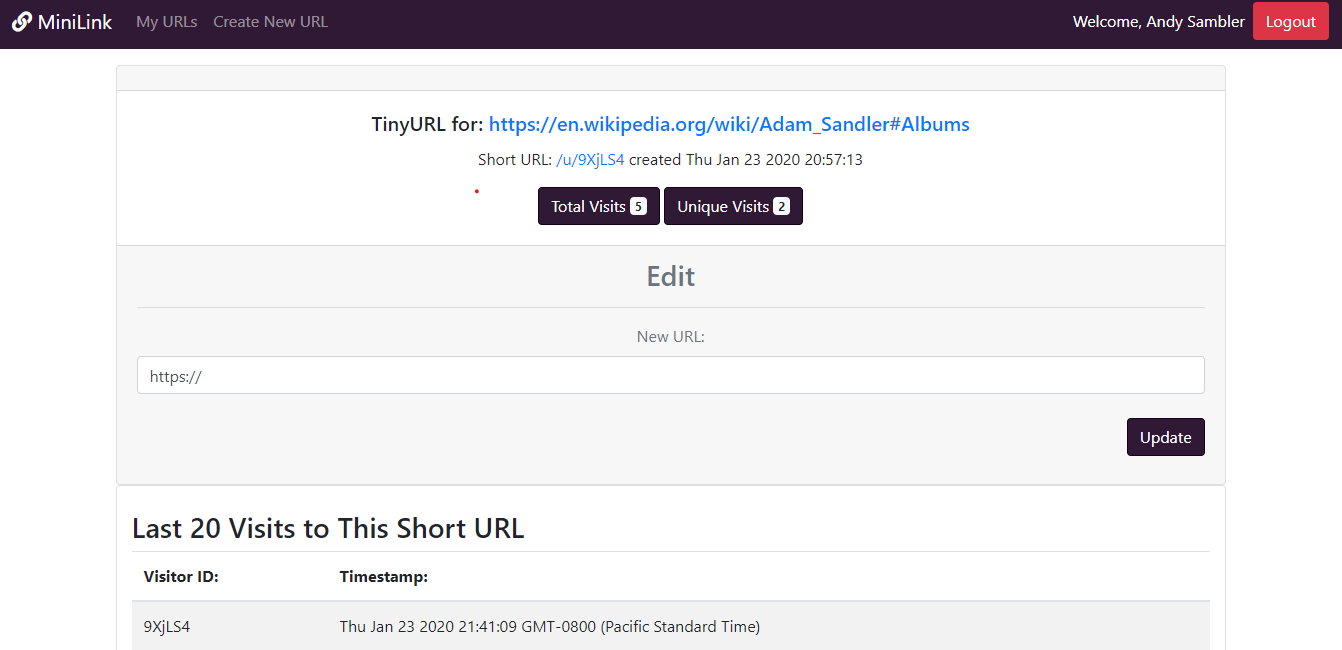 MiniLink My URLs Create New URL Welcome, Andy Sambler Logout
TinyURL for: https://en.wikipedia.org/wiki/Adam_Sandler#Albums
Short URL: /u/9XjLS4 created Thu Jan 23 2020 20:57:13
Total Visits 5 Unique Visits 2
Edit
New URL:
https://
Update
Last 20 Visits to This Short URL
Visitor ID: Timestamp:
9XjLS4 Thu Jan 23 2020 21:41:09 GMT-0800 (Pacific Standard Time)